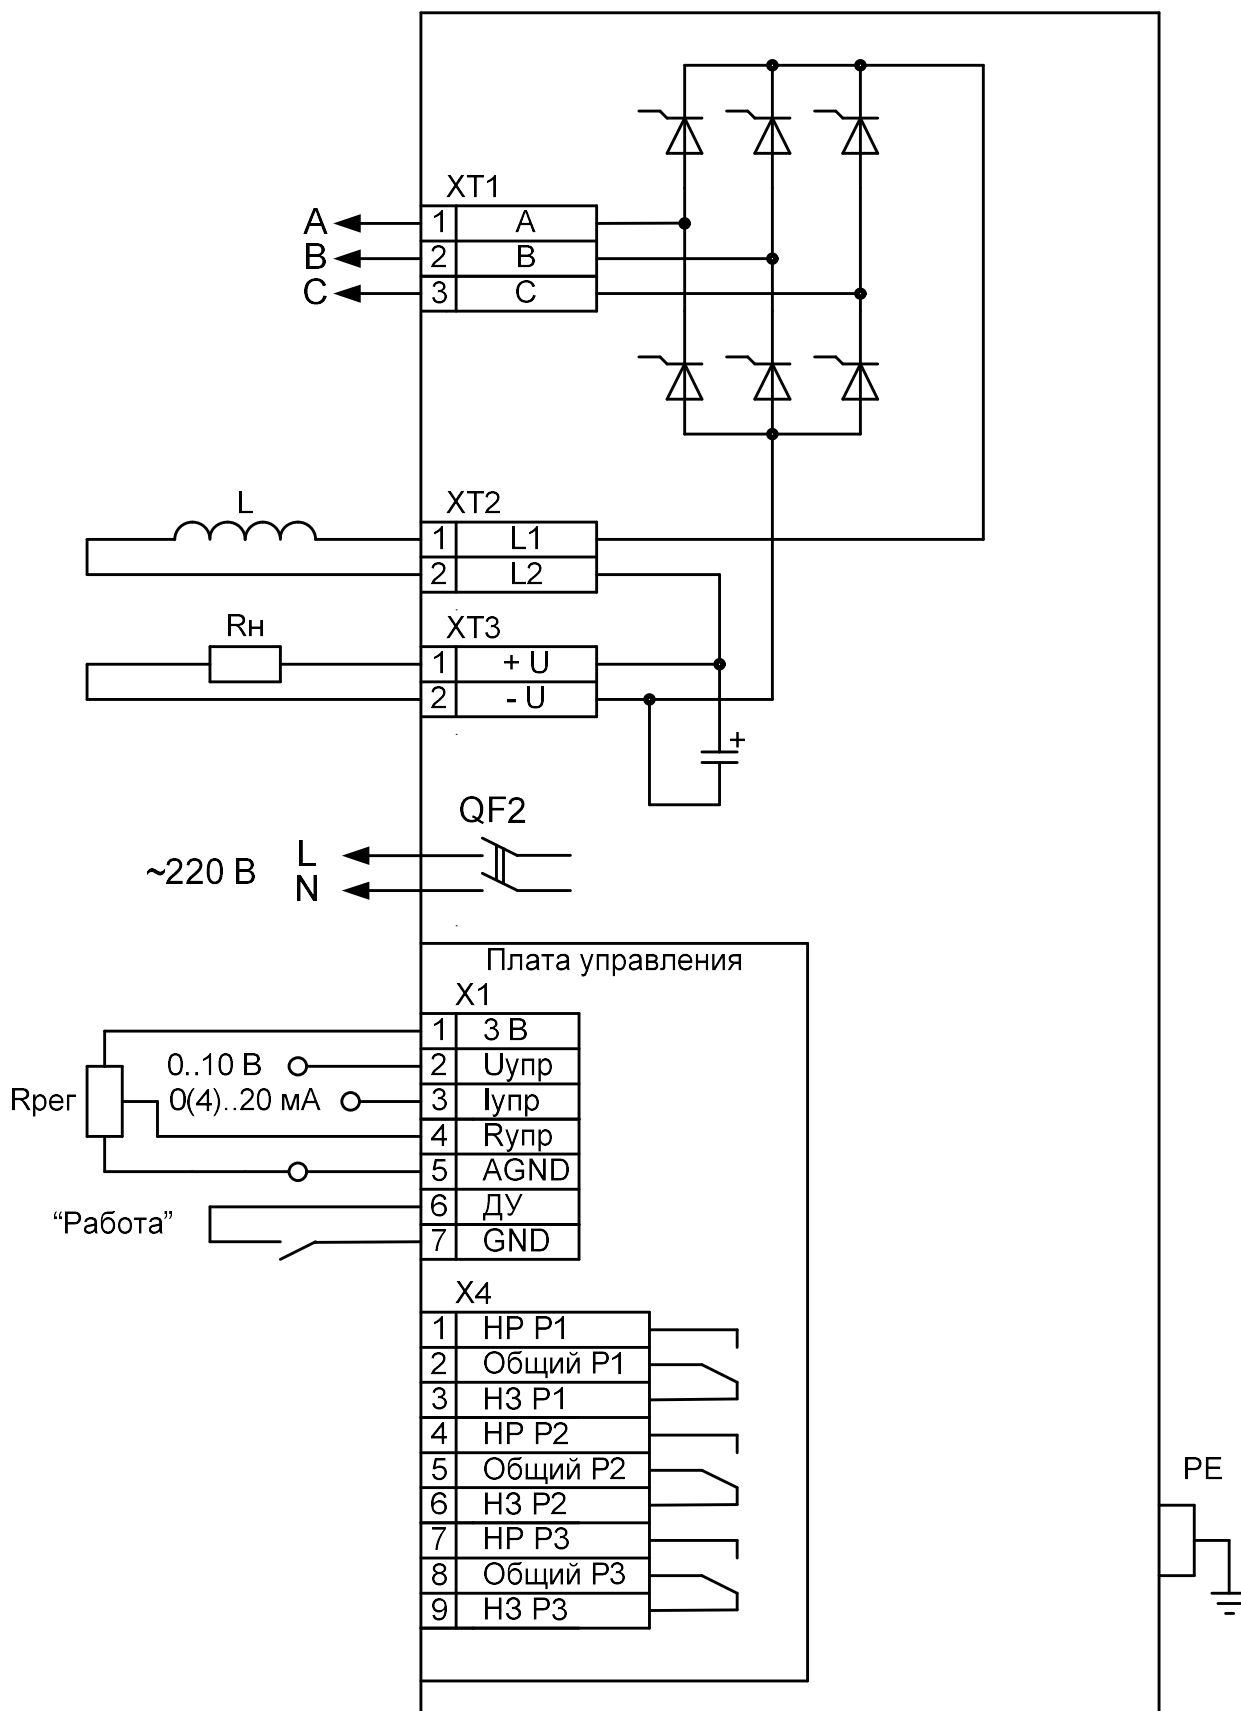 XT1
A 1 A
B 2 B
C 3 C
L
XT2
1 L1
2 L2
Rн
XT3
1 + U
2 - U
+
QF2
~220 В
L
N
Плата управления
X1
1 3 В
0..10 В 2 Uупр
Rрег 0(4)..20 мА 3 Iупр
4 Rупр
5 AGND
“Работа” 6 ДУ
7 GND
X4
1 НР Р1
2 Общий Р1
3 НЗ Р1
4 НР Р2
5 Общий Р2
6 НЗ Р2
7 НР Р3
8 Общий Р3
9 НЗ Р3
PE